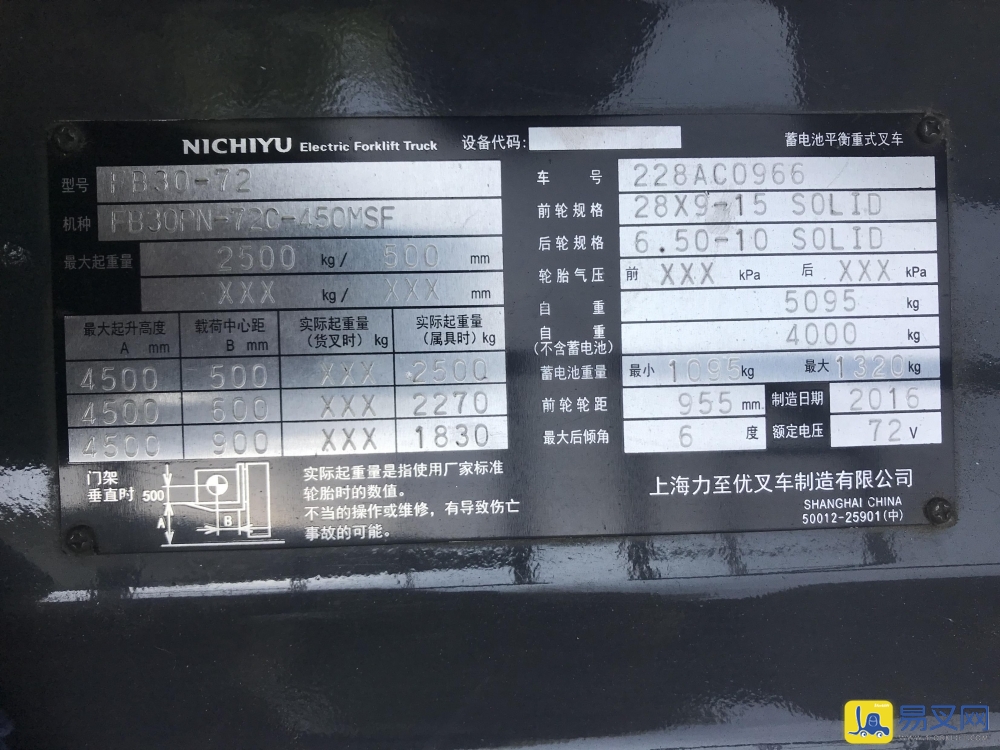 NICHIYU Electric Forklift Truck 设备代码: 蓄电池平衡重式叉车
型号 FB30-72
机种 FB30PN-72C-450MSF
最大起重量 2500 kg / 500 mm
XXX kg / XXX mm
最大起升高度 A mm 载荷中心距 B mm 实际起重量 (货叉时) kg 实际起重量 (属具时) kg
4500 500 XXX 2500
4500 600 XXX 2270
4500 900 XXX 1830
门架
垂直时 500 A B
实际起重量是指使用厂家标准
轮胎时的数值。
不当的操作或维修，有导致伤亡
事故的可能。
车 号 228AC0966
前轮规格 28X9-15 SOLID
后轮规格 6.50-10 SOLID
轮胎气压 前 XXX kPa 后 XXX kPa
自 重 5095 kg
自 重 (不含蓄电池) 4000 kg
蓄电池重量 最小 1095 kg 最大 1320 kg
前轮轮距 955 mm 制造日期 2016
最大后倾角 6 度 额定电压 72 V
上海力至优叉车制造有限公司
SHANGHAI CHINA
50012-25901(中)
易叉网